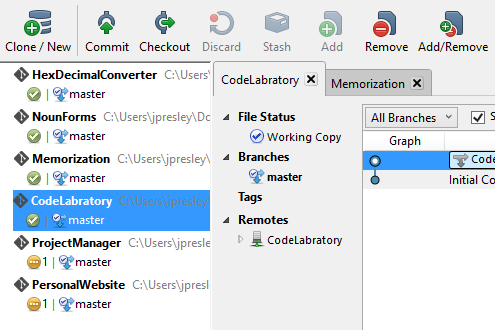 Clone / New Commit Checkout Discard Stash Add Remove Add/Remove
HexDecimalConverter C:\Users
master
NounForms C:\Users\jpresley\Do
master
Memorization C:\Users\jpresley\
master
CodeLabratory C:\Users\jpresley
master
ProjectManager C:\Users\jpresl
1 master
PersonalWebsite C:\Users\jpres
1 master
CodeLabratory Memorization
File Status
Working Copy
Branches
master
Tags
Remotes
CodeLabratory
All Branches S
Graph
Code
Initial Co